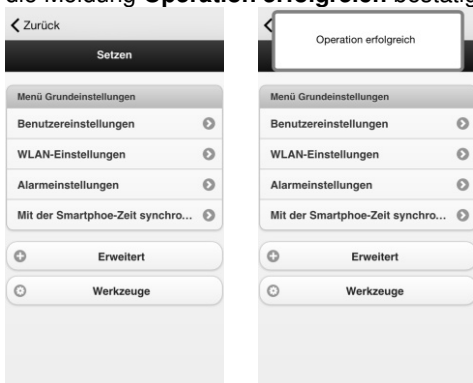 die Meldung Operation erfolgreich bestätig
Zurück
Setzen
Menü Grundeinstellungen
Benutzereinstellungen
WLAN-Einstellungen
Alarmeinstellungen
Mit der Smartphoe-Zeit synchro...
Erweitert
Werkzeuge
Operation erfolgreich
Menü Grundeinstellungen
Benutzereinstellungen
WLAN-Einstellungen
Alarmeinstellungen
Mit der Smartphoe-Zeit synchro...
Erweitert
Werkzeuge